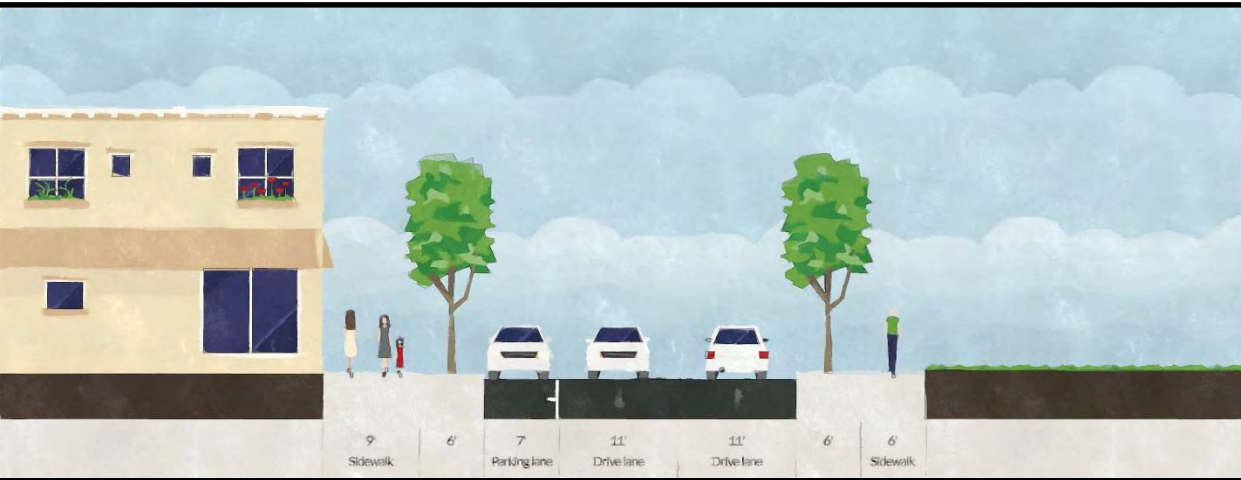 9'
Sidewalk
6'
7'
Parking lane
11'
Drive lane
11'
Drive lane
6'
6'
Sidewalk